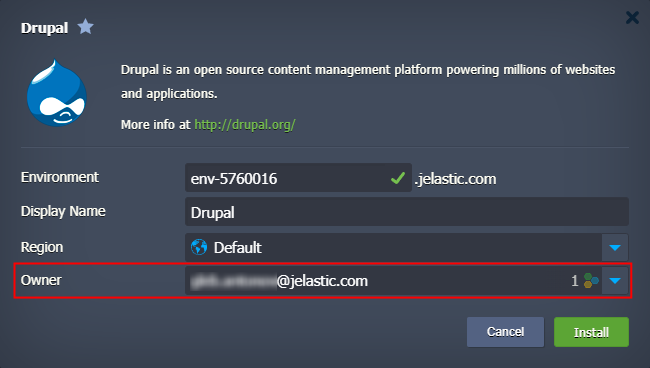 Drupal
Drupal is an open source content management platform powering millions of websites
and applications.
More info at http://drupal.org/
Environment env-5760016 .jelastic.com
Display Name Drupal
Region Default
Owner @jelastic.com 1
Cancel Install